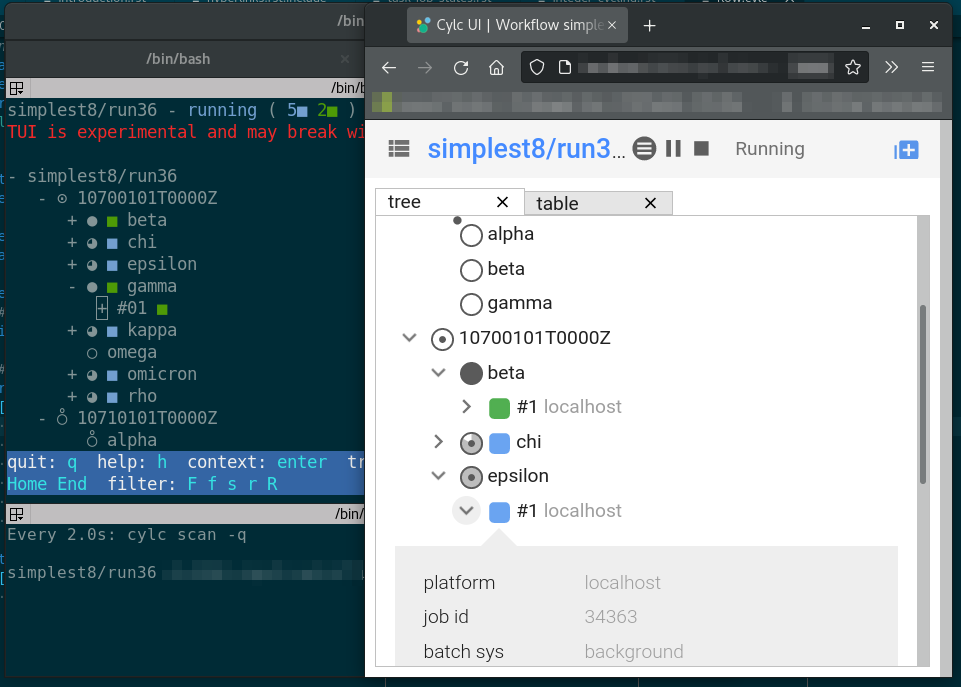 /bin
/bin/bash
/bin/b
simplest8/run36 - running ( 5■ 2■ )
TUI is experimental and may break wi
- simplest8/run36
- 10700101T0000Z
+ beta
+ chi
+ epsilon
- gamma
+ #01
+ kappa
omega
+ omicron
+ rho
- 10710101T0000Z
alpha
quit: q help: h context: enter tr
Home End filter: F f s r R
/bin/
Every 2.0s: cylc scan -q
simplest8/run36
Cylc UI | Workflow simple
simplest8/run3...
Running
tree
table
alpha
beta
gamma
10700101T0000Z
beta
#1 localhost
chi
epsilon
#1 localhost
platform localhost
job id 34363
batch sys background